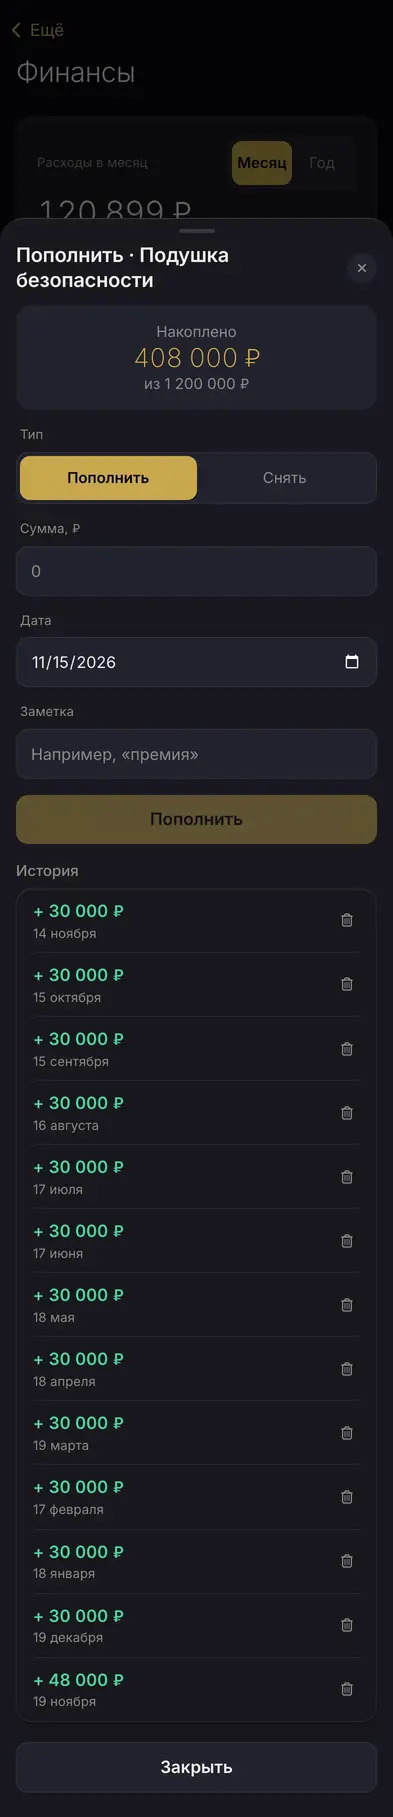 Ещё
Финансы
Расходы в месяц
Месяц
Год
120 899 ₽
Пополнить · Подушка
безопасности
Накоплено
408 000 ₽
из 1 200 000 ₽
Тип
Пополнить
Снять
Сумма, ₽
0
Дата
11/15/2026
Заметка
Например, «премия»
Пополнить
История
+ 30 000 ₽
14 ноября
+ 30 000 ₽
15 октября
+ 30 000 ₽
15 сентября
+ 30 000 ₽
16 августа
+ 30 000 ₽
17 июля
+ 30 000 ₽
17 июня
+ 30 000 ₽
18 мая
+ 30 000 ₽
18 апреля
+ 30 000 ₽
19 марта
+ 30 000 ₽
17 февраля
+ 30 000 ₽
18 января
+ 30 000 ₽
19 декабря
+ 48 000 ₽
19 ноября
Закрыть